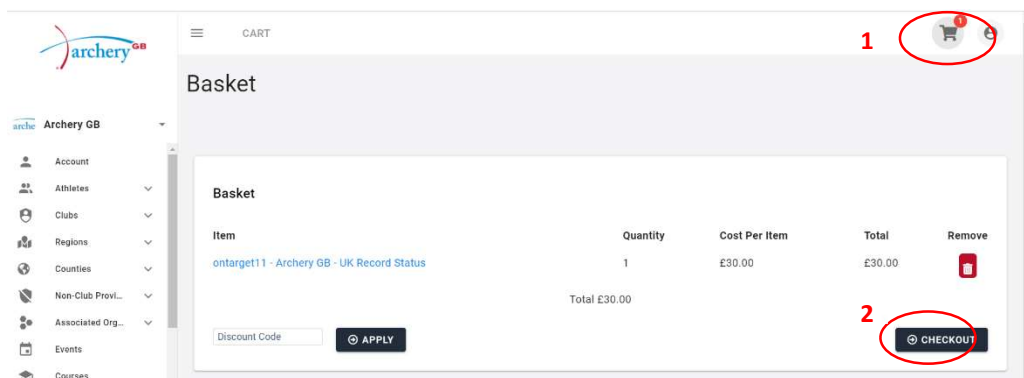 archery GB
CART
1
1
Basket
arche Archery GB
Account
Athletes
Clubs
Regions
Counties
Non-Club Provi...
Associated Org...
Events
Courses
Basket
Item Quantity Cost Per Item Total Remove
ontarget11 - Archery GB - UK Record Status 1 £30.00 £30.00
Total £30.00
2
Discount Code APPLY CHECKOUT